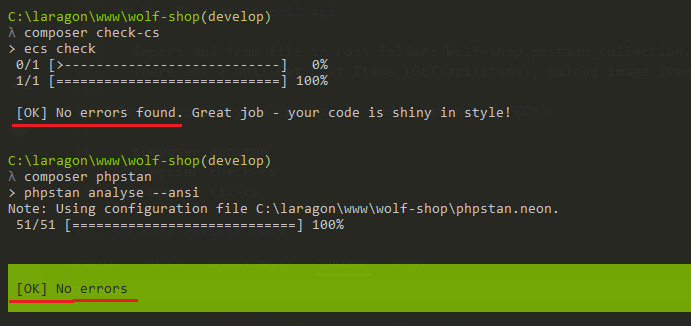 C:\laragon\www\wolf-shop(develop)
λ composer check-cs
> ecs check
0/1 [>---------------------------]   0%
1/1 [============================] 100%
[OK] No errors found. Great job - your code is shiny in style!
C:\laragon\www\wolf-shop(develop)
λ composer phpstan
> phpstan analyse --ansi
Note: Using configuration file C:\laragon\www\wolf-shop\phpstan.neon.
51/51 [============================] 100%
[OK] No errors